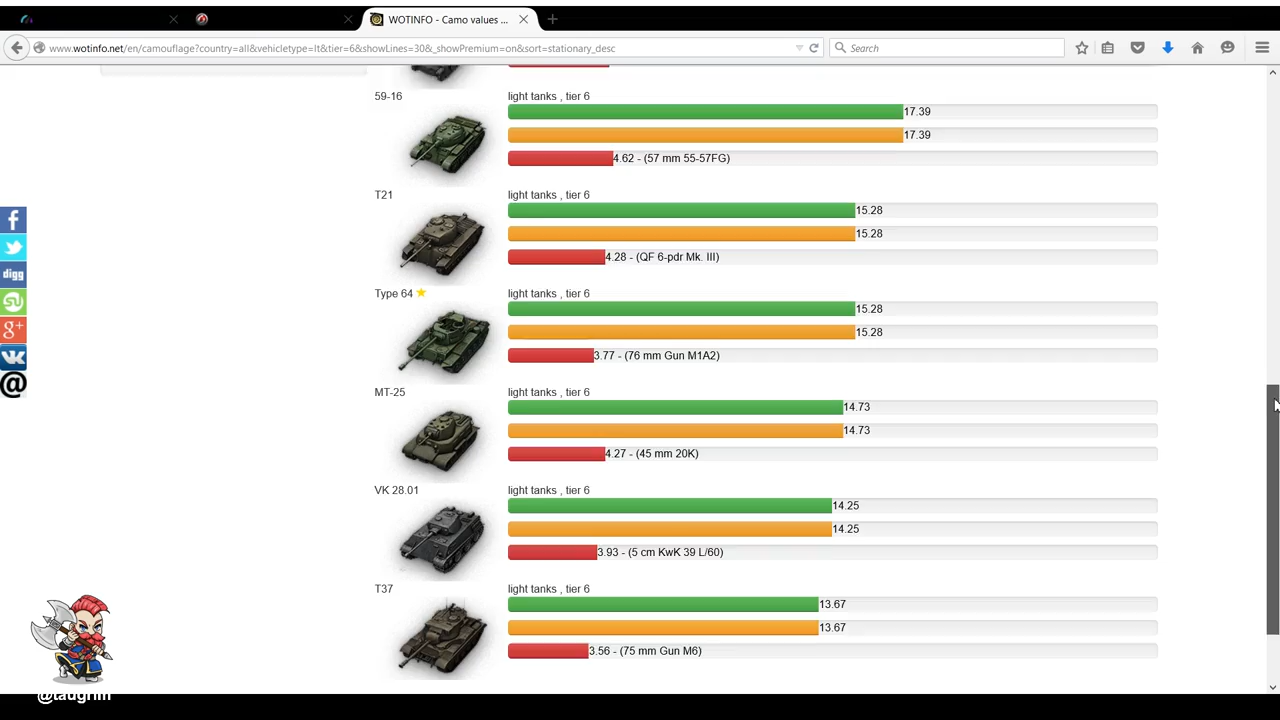 WOTINFO - Camo values ...
www.wotinfo.net/en/camouflage?country=all&vehicletype=lt&tier=6&showLines=30&_showPremium=on&sort=stationary_desc
Search
59-16
light tanks , tier 6
17.39
17.39
4.62 - (57 mm 55-57FG)
T21
light tanks , tier 6
15.28
15.28
4.28 - (QF 6-pdr Mk. III)
Type 64
light tanks , tier 6
15.28
15.28
3.77 - (76 mm Gun M1A2)
MT-25
light tanks , tier 6
14.73
14.73
4.27 - (45 mm 20K)
VK 28.01
light tanks , tier 6
14.25
14.25
3.93 - (5 cm KwK 39 L/60)
T37
light tanks , tier 6
13.67
13.67
3.56 - (75 mm Gun M6)
digg
@taugrim